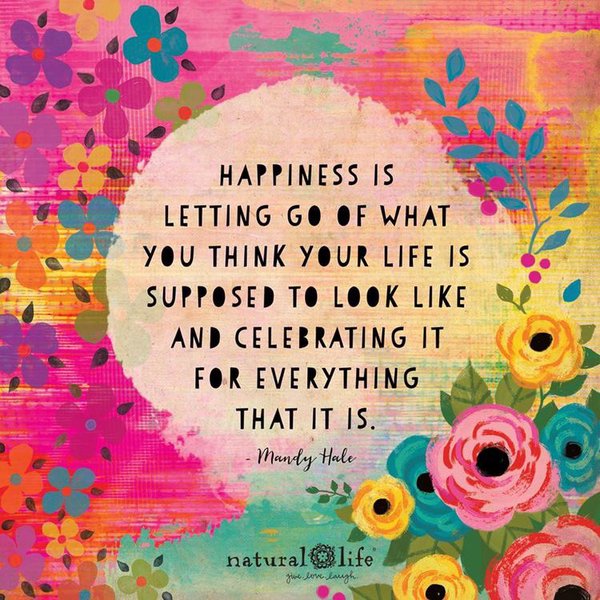 HAPPINESS IS
LETTING GO OF WHAT
YOU THINK YOUR LIFE IS
SUPPOSED TO LOOK LIKE
AND CELEBRATING IT
FOR EVERYTHING
THAT IT IS.
- Mandy Hale
natural life®
give. love. laugh.